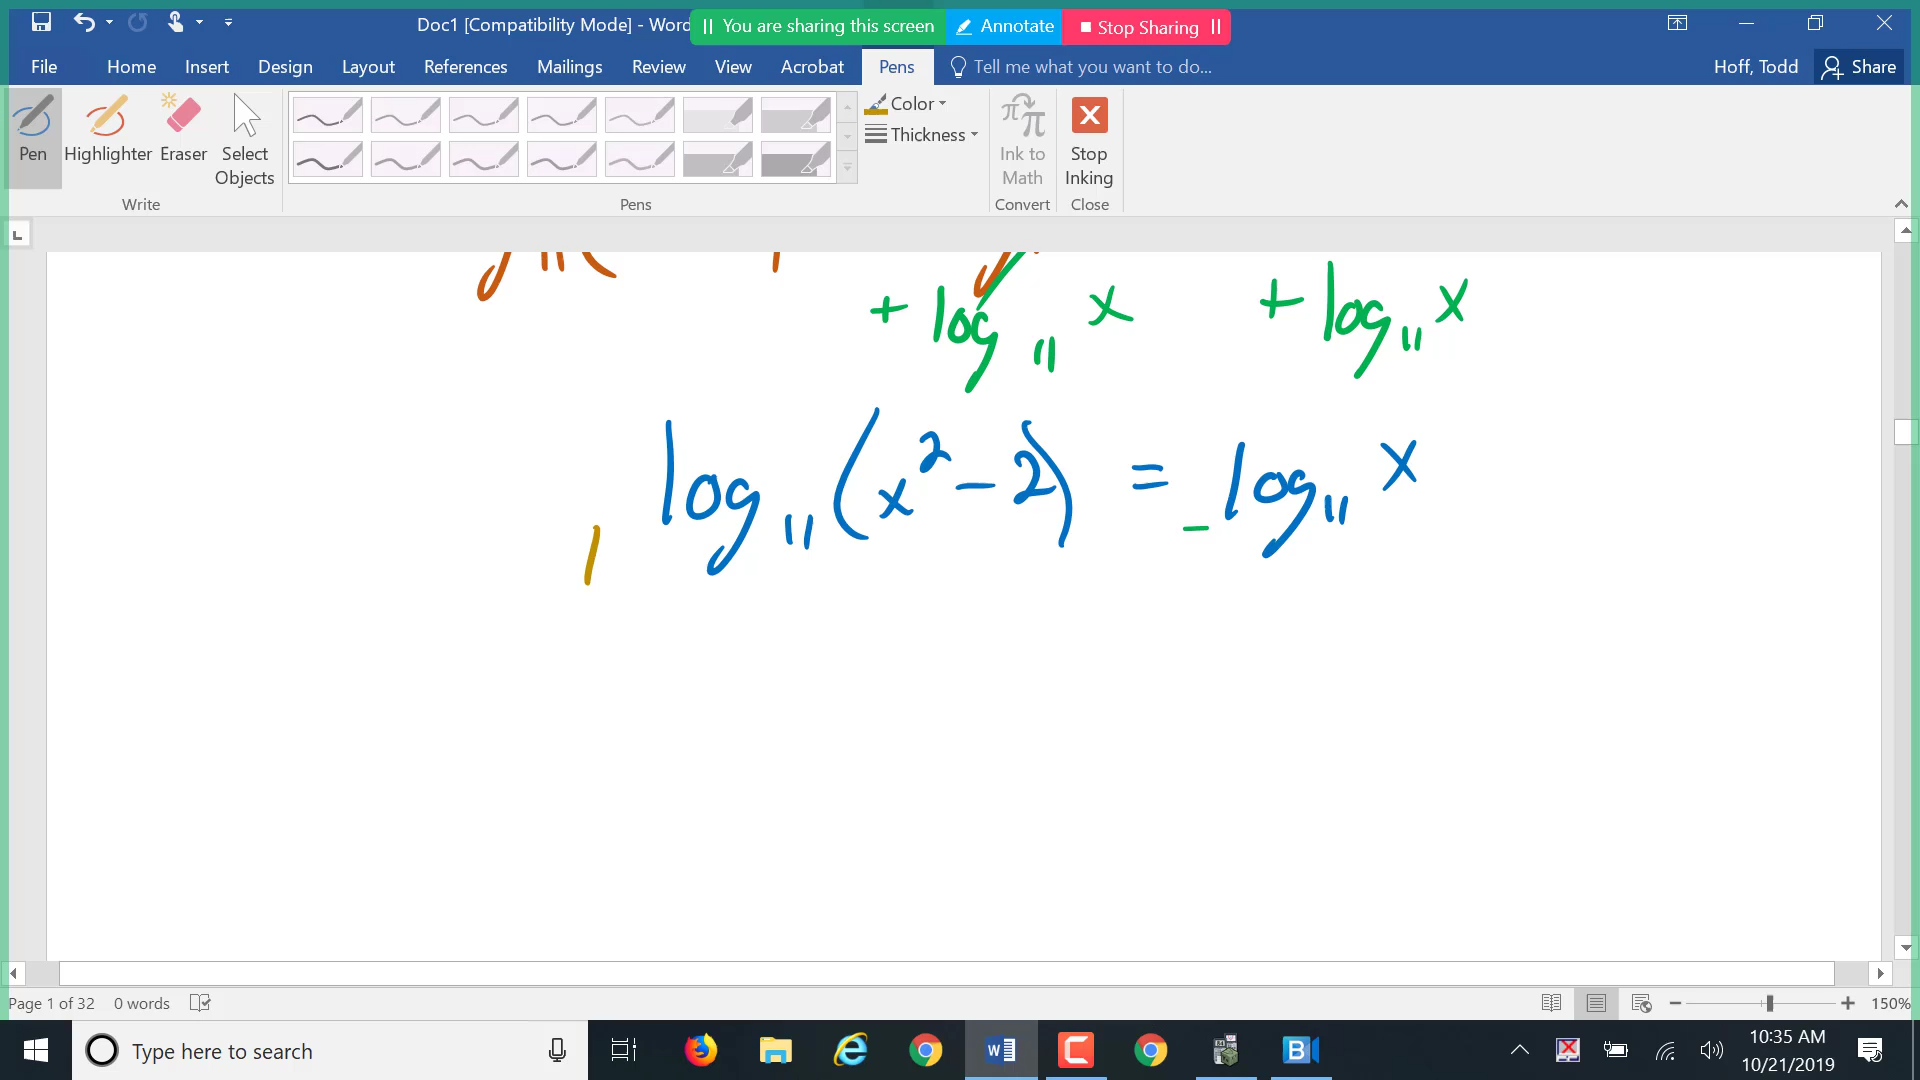 Doc1 [Compatibility Mode] - Word
You are sharing this screen
Annotate
Stop Sharing
File Home Insert Design Layout References Mailings Review View Acrobat Pens Tell me what you want to do... Hoff, Todd Share
Pen Highlighter Eraser Select Objects
Color
Thickness
Ink to Math
Stop Inking
Write Pens Convert Close
+ log₁₁ x + log₁₁ x
log₁₁ (x² - 2) = log₁₁ x
Page 1 of 32 0 words 150%
Type here to search
10:35 AM
10/21/2019